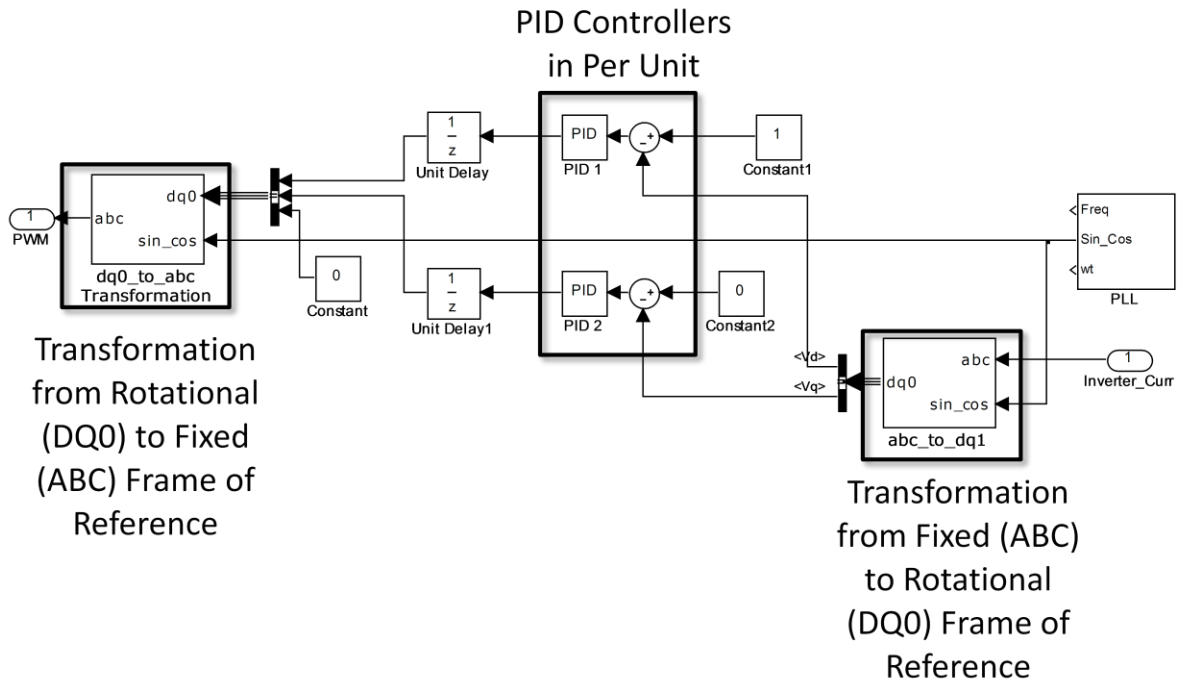 PID Controllers
in Per Unit
1
z
Unit Delay
PID
PID 1
− +
1
Constant1
dq0
abc
sin_cos
dq0_to_abc
Transformation
1
PWM
0
Constant
1
z
Unit Delay1
PID
PID 2
− +
0
Constant2
Freq
Sin_Cos
wt
PLL
<Vd>
<Vq>
abc
dq0
sin_cos
abc_to_dq1
1
Inverter_Curr
Transformation
from Rotational
(DQ0) to Fixed
(ABC) Frame of
Reference
Transformation
from Fixed (ABC)
to Rotational
(DQ0) Frame of
Reference